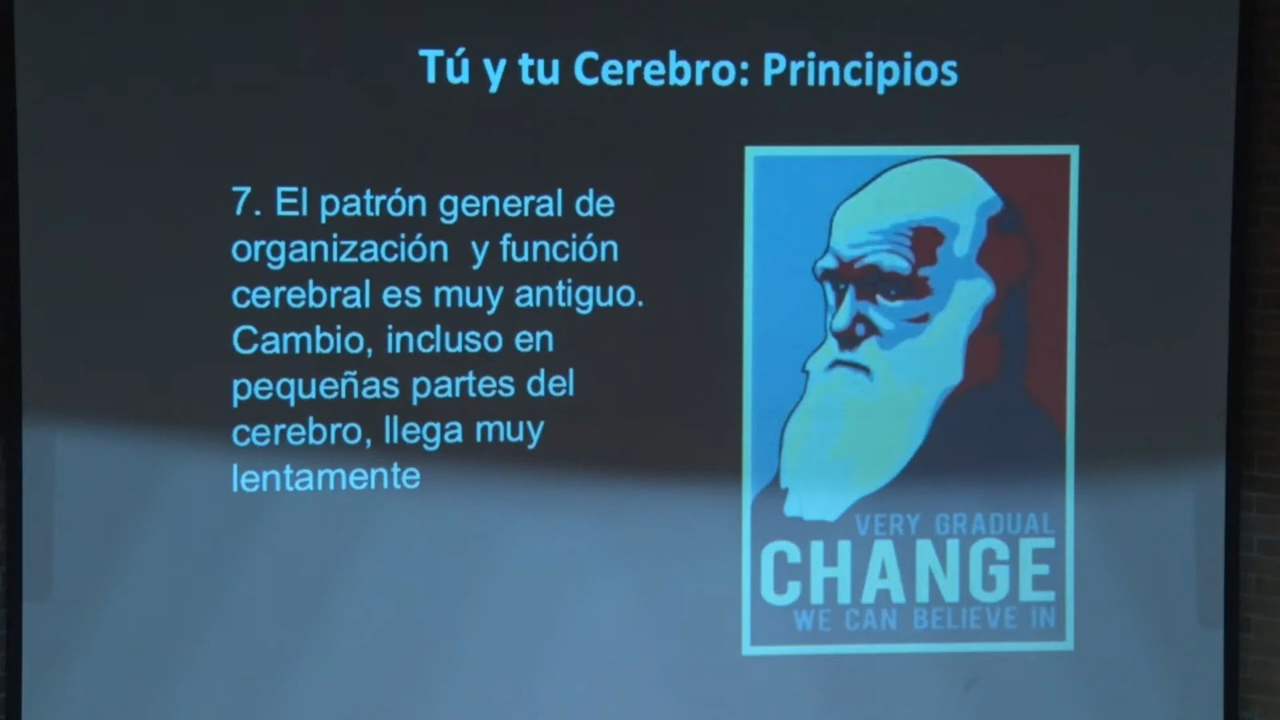 Tú y tu Cerebro: Principios
7. El patrón general de
organización y función
cerebral es muy antiguo.
Cambio, incluso en
pequeñas partes del
cerebro, llega muy
lentamente
VERY GRADUAL
CHANGE
WE CAN BELIEVE IN